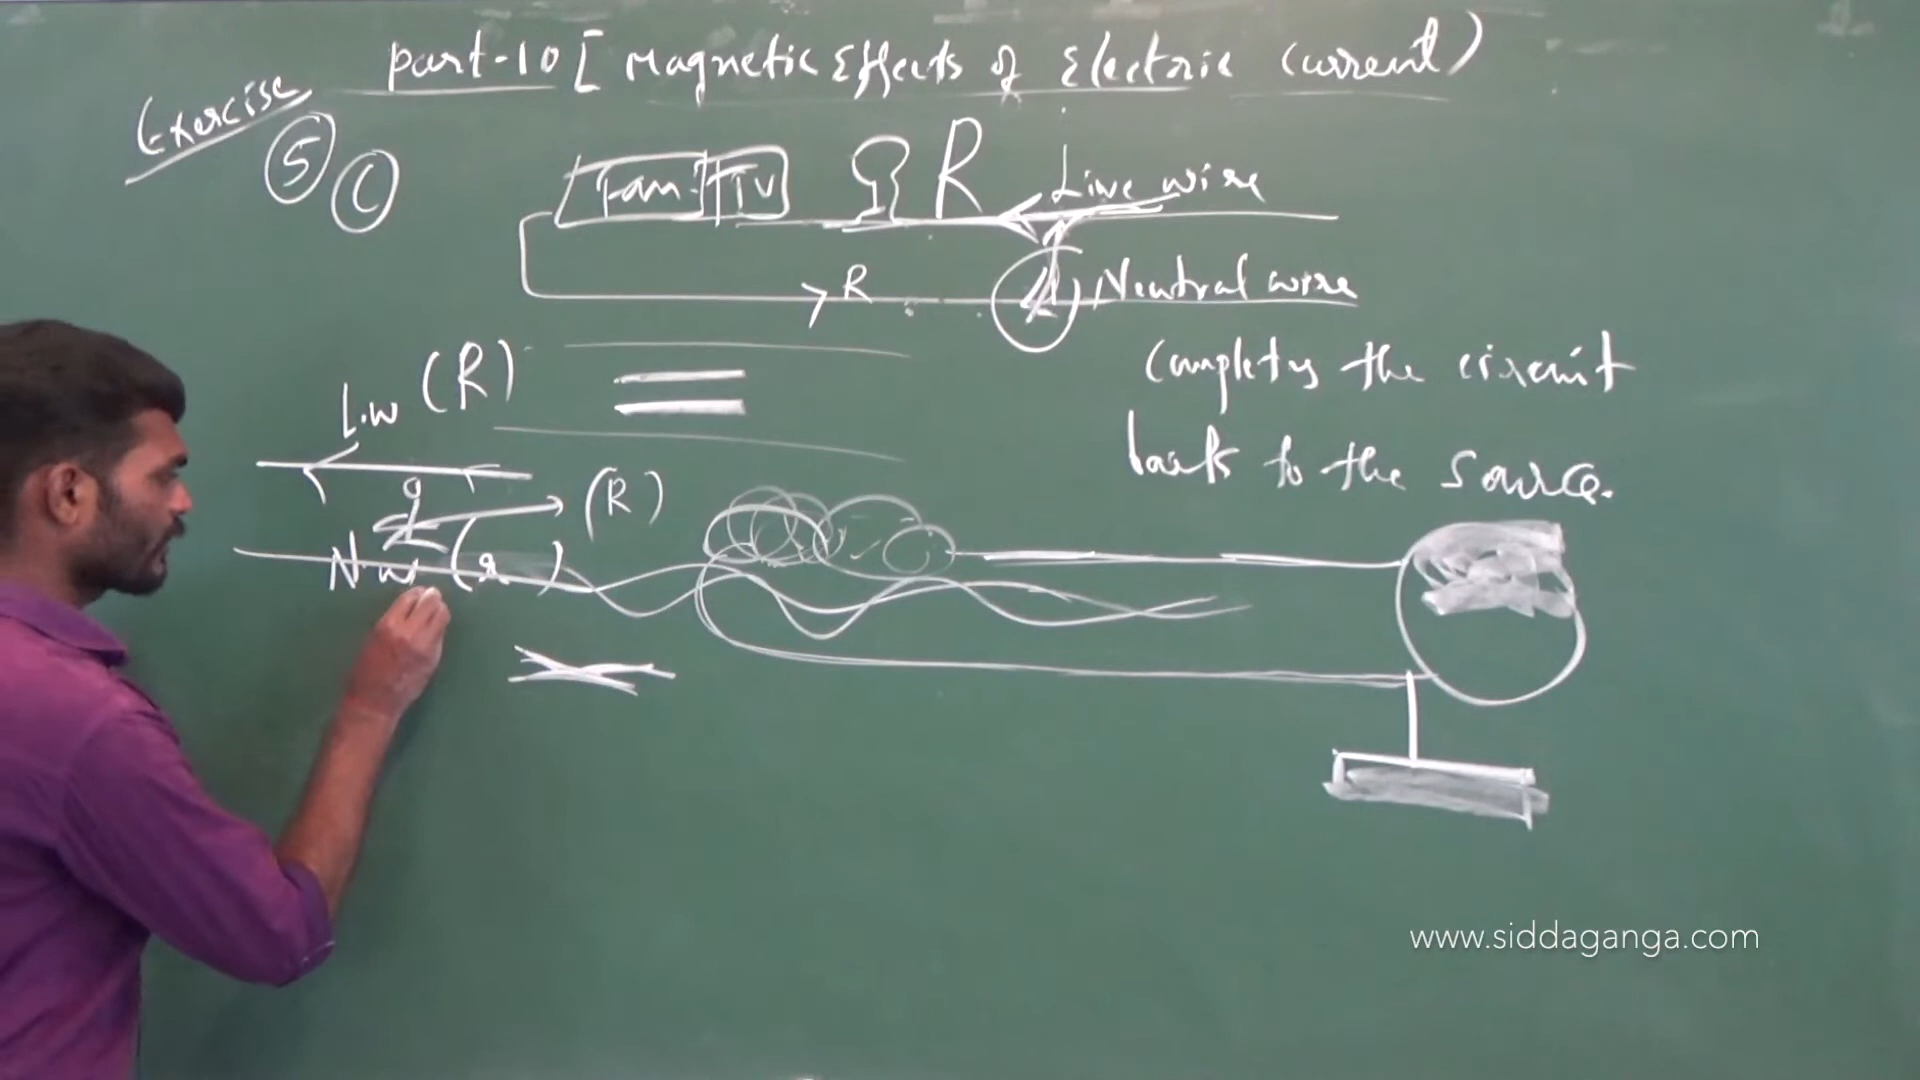 part-10 [Magnetic Effects of Electric Current)
Exercise
5
C
Fan TV R Live wire
R Neutral wire
L.W (R)
Completes the circuit
back to the source.
(R)
N.W (r)
www.siddaganga.com